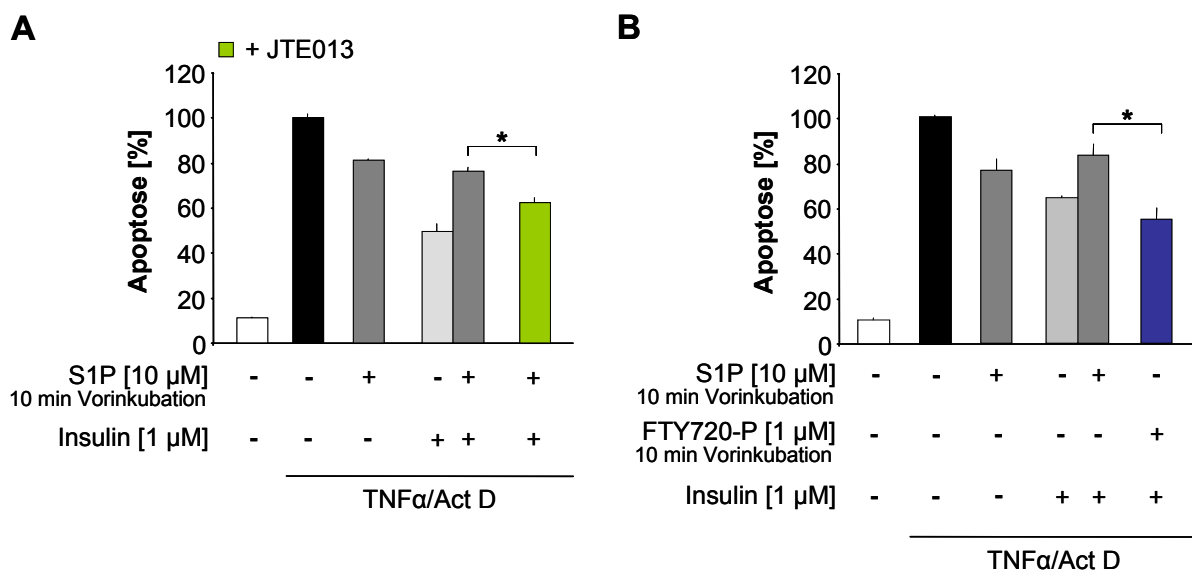 A
+ JTE013
Apoptose [%]
120
100
80
60
40
20
0
*
S1P [10 µM] - - + - + +
10 min Vorinkubation
Insulin [1 µM] - - - + + +
TNFα/Act D
B
Apoptose [%]
120
100
80
60
40
20
0
*
S1P [10 µM] - - + - + -
10 min Vorinkubation
FTY720-P [1 µM] - - - - - +
10 min Vorinkubation
Insulin [1 µM] - - - + + +
TNFα/Act D